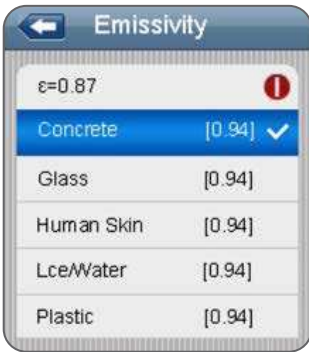 Emissivity
ε=0.87
Concrete [0.94]
Glass [0.94]
Human Skin [0.94]
Lce/Water [0.94]
Plastic [0.94]